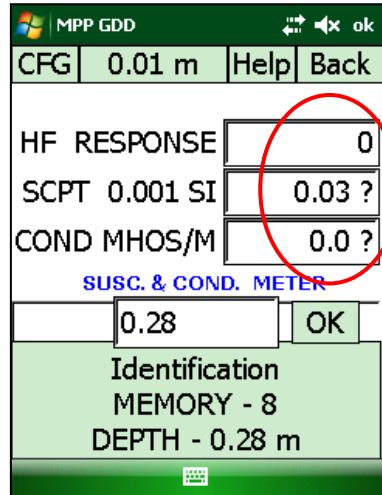 MPP GDD ok
CFG 0.01 m Help Back
HF RESPONSE 0
SCPT 0.001 SI 0.03 ?
COND MHOS/M 0.0 ?
SUSC. & COND. METER
0.28 OK
Identification
MEMORY - 8
DEPTH - 0.28 m